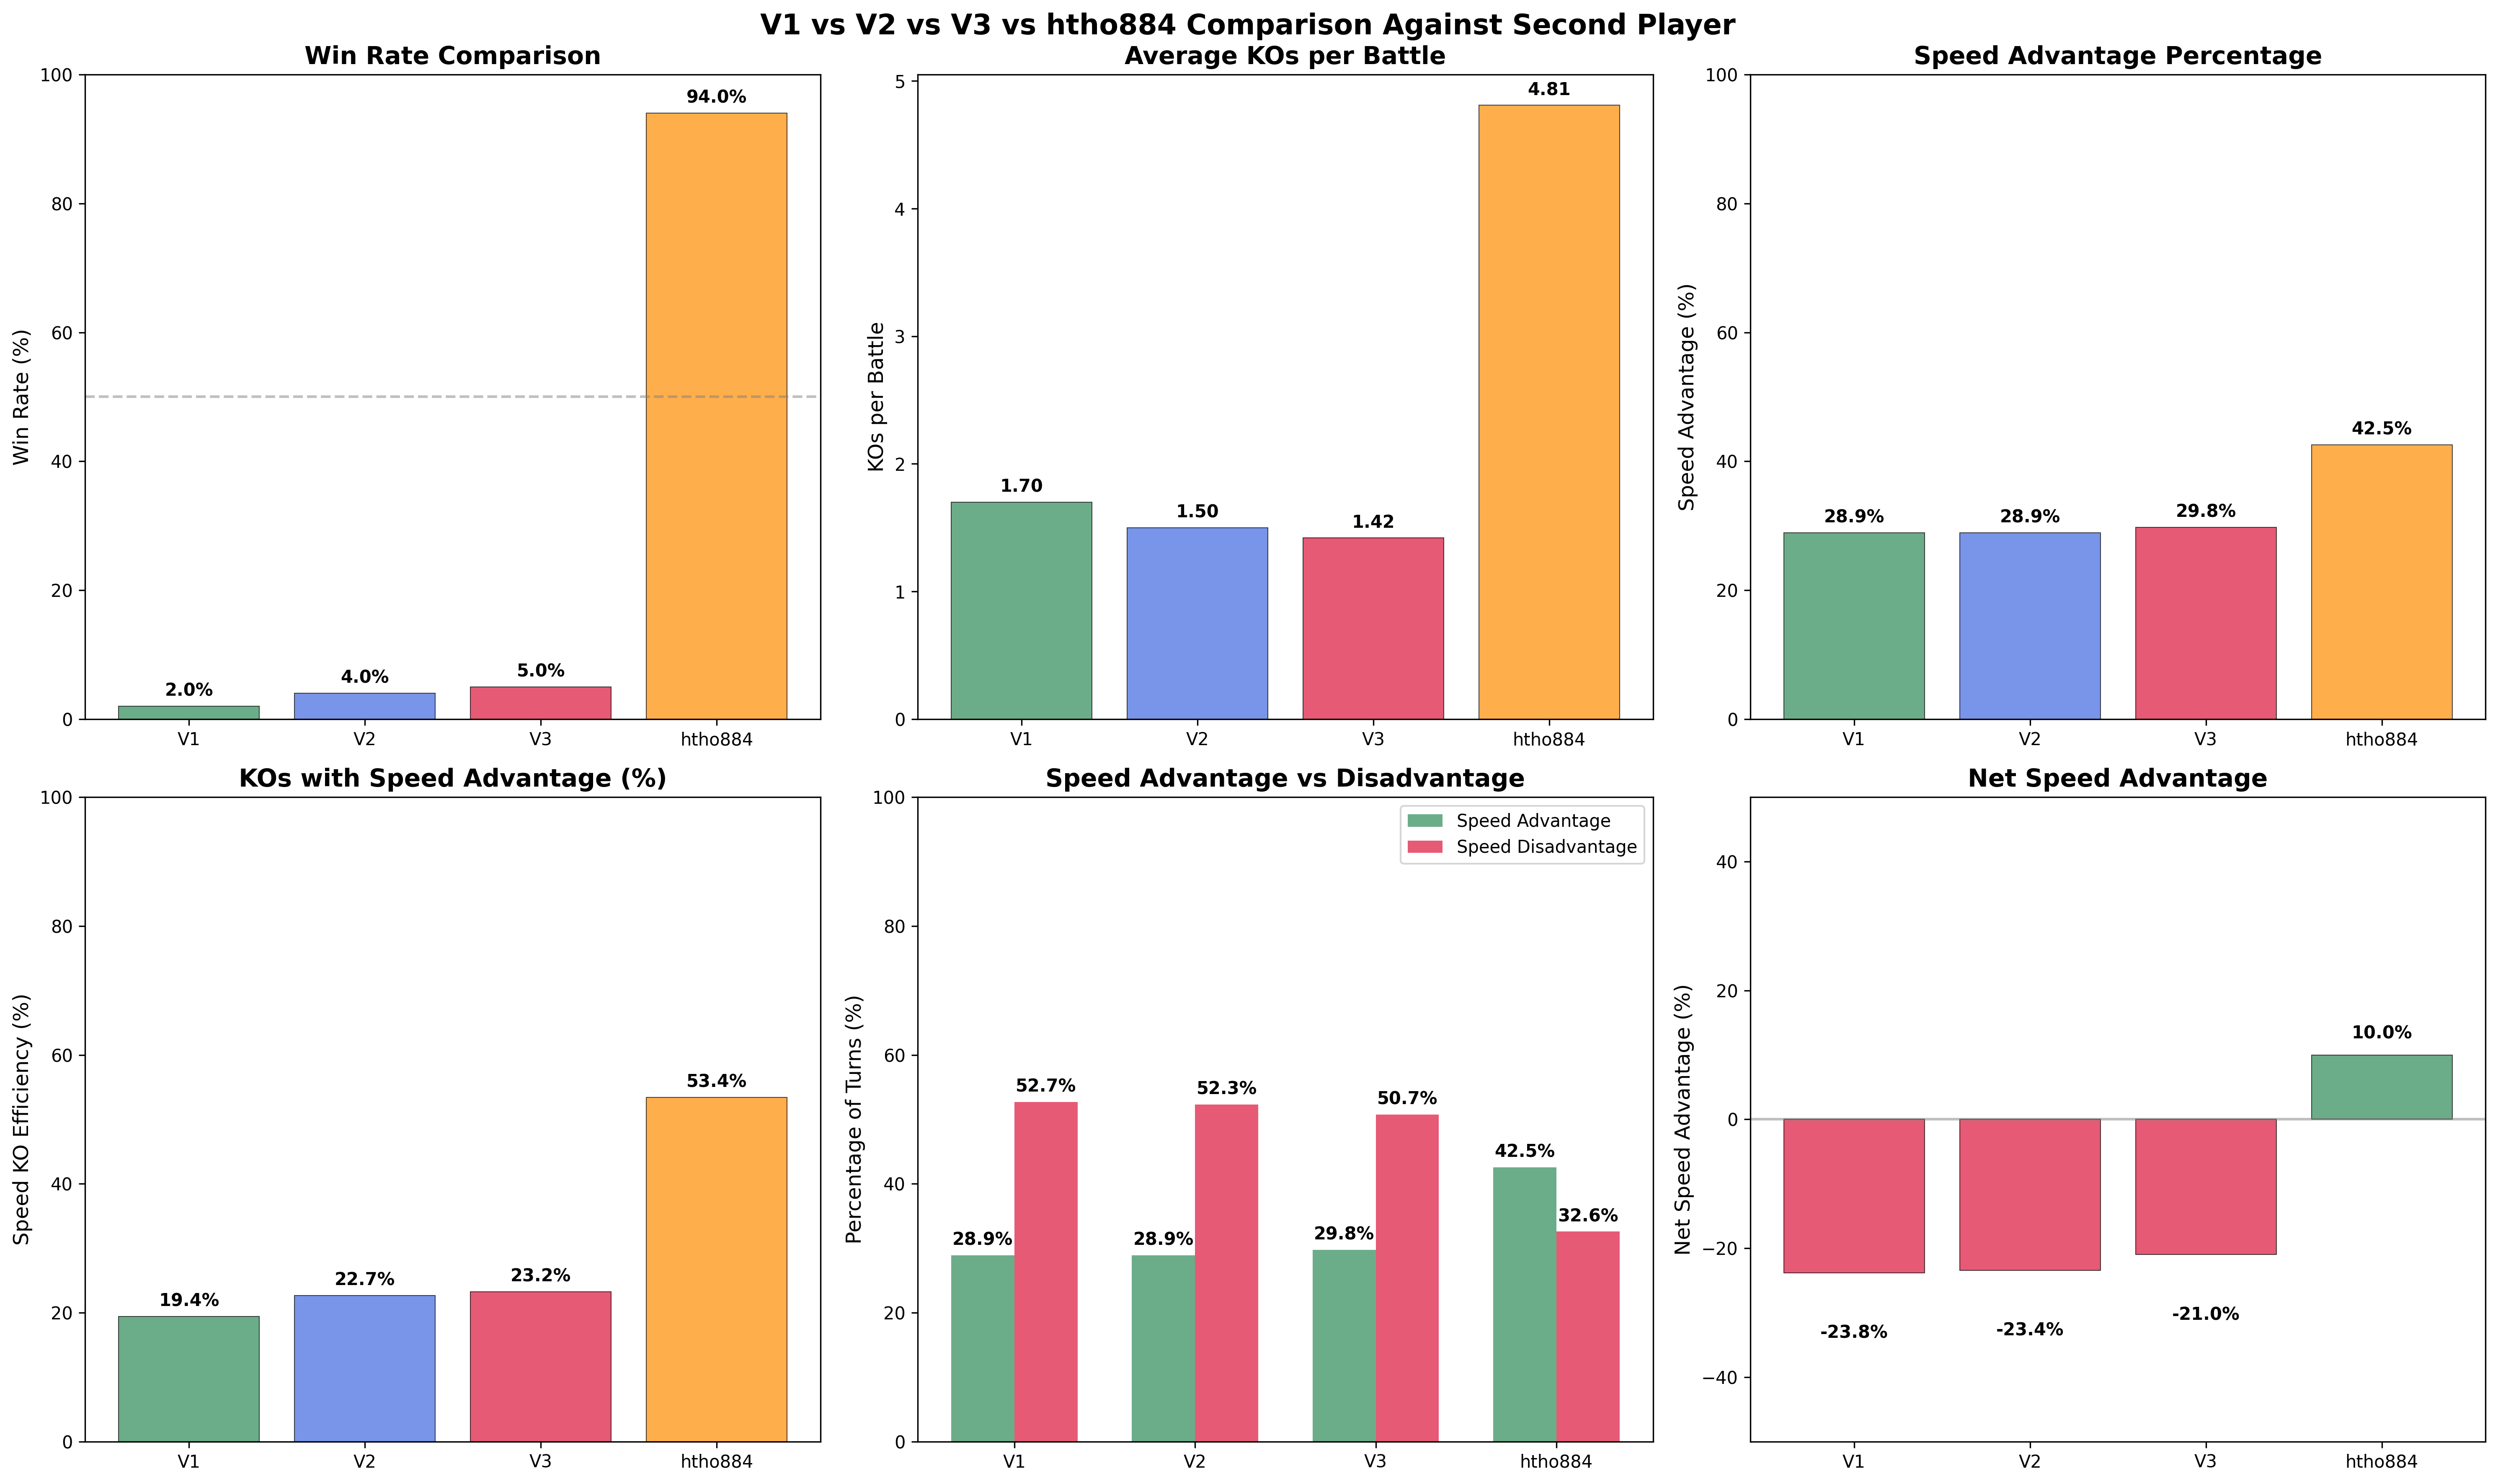 V1 vs V2 vs V3 vs htho884 Comparison Against Second Player
Win Rate Comparison
Win Rate (%)
100
80
60
40
20
0
2.0%
4.0%
5.0%
94.0%
V1
V2
V3
htho884
Average KOs per Battle
KOs per Battle
5
4
3
2
1
0
1.70
1.50
1.42
4.81
V1
V2
V3
htho884
Speed Advantage Percentage
Speed Advantage (%)
100
80
60
40
20
0
28.9%
28.9%
29.8%
42.5%
V1
V2
V3
htho884
KOs with Speed Advantage (%)
Speed KO Efficiency (%)
100
80
60
40
20
0
19.4%
22.7%
23.2%
53.4%
V1
V2
V3
htho884
Speed Advantage vs Disadvantage
Percentage of Turns (%)
100
80
60
40
20
0
Speed Advantage
Speed Disadvantage
28.9%
52.7%
28.9%
52.3%
29.8%
50.7%
42.5%
32.6%
V1
V2
V3
htho884
Net Speed Advantage
Net Speed Advantage (%)
40
20
0
−20
−40
-23.8%
-23.4%
-21.0%
10.0%
V1
V2
V3
htho884